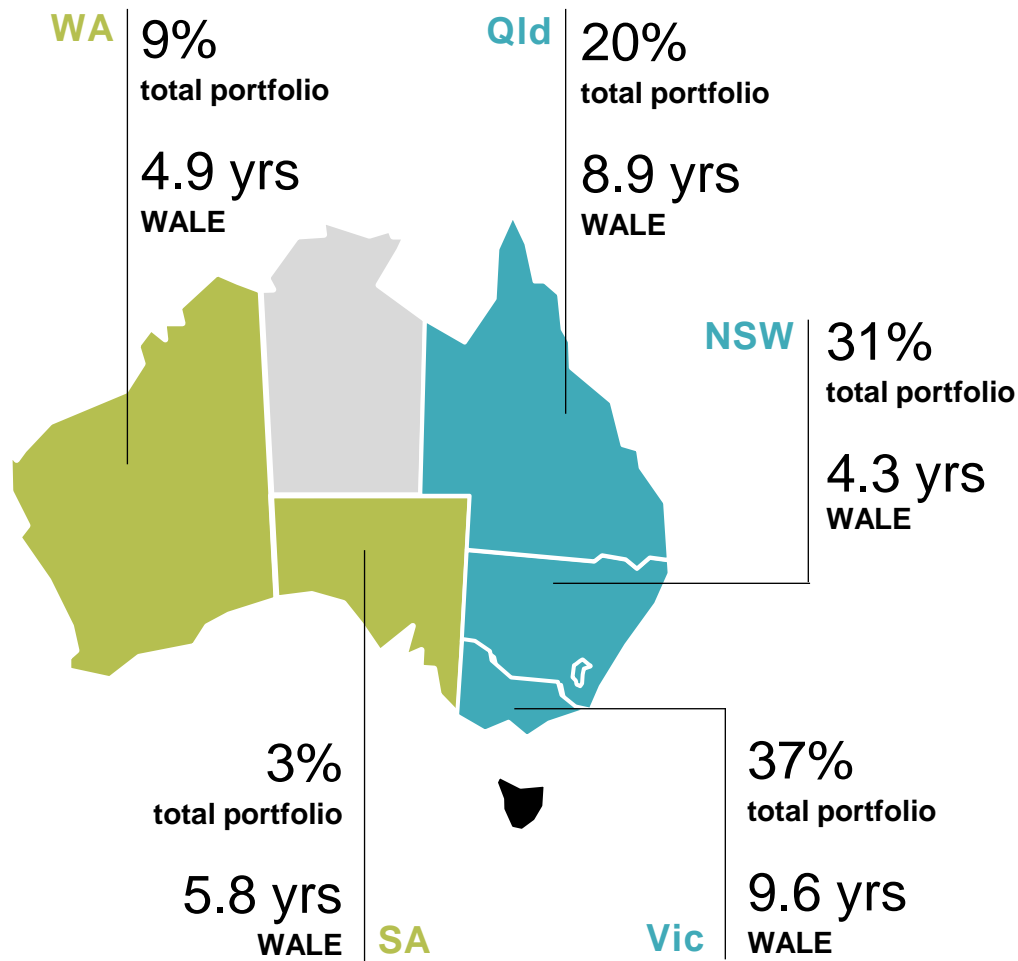 WA
9%
total portfolio
4.9 yrs
WALE
Qld
20%
total portfolio
8.9 yrs
WALE
NSW
31%
total portfolio
4.3 yrs
WALE
3%
total portfolio
5.8 yrs
WALE
SA
37%
total portfolio
9.6 yrs
WALE
Vic